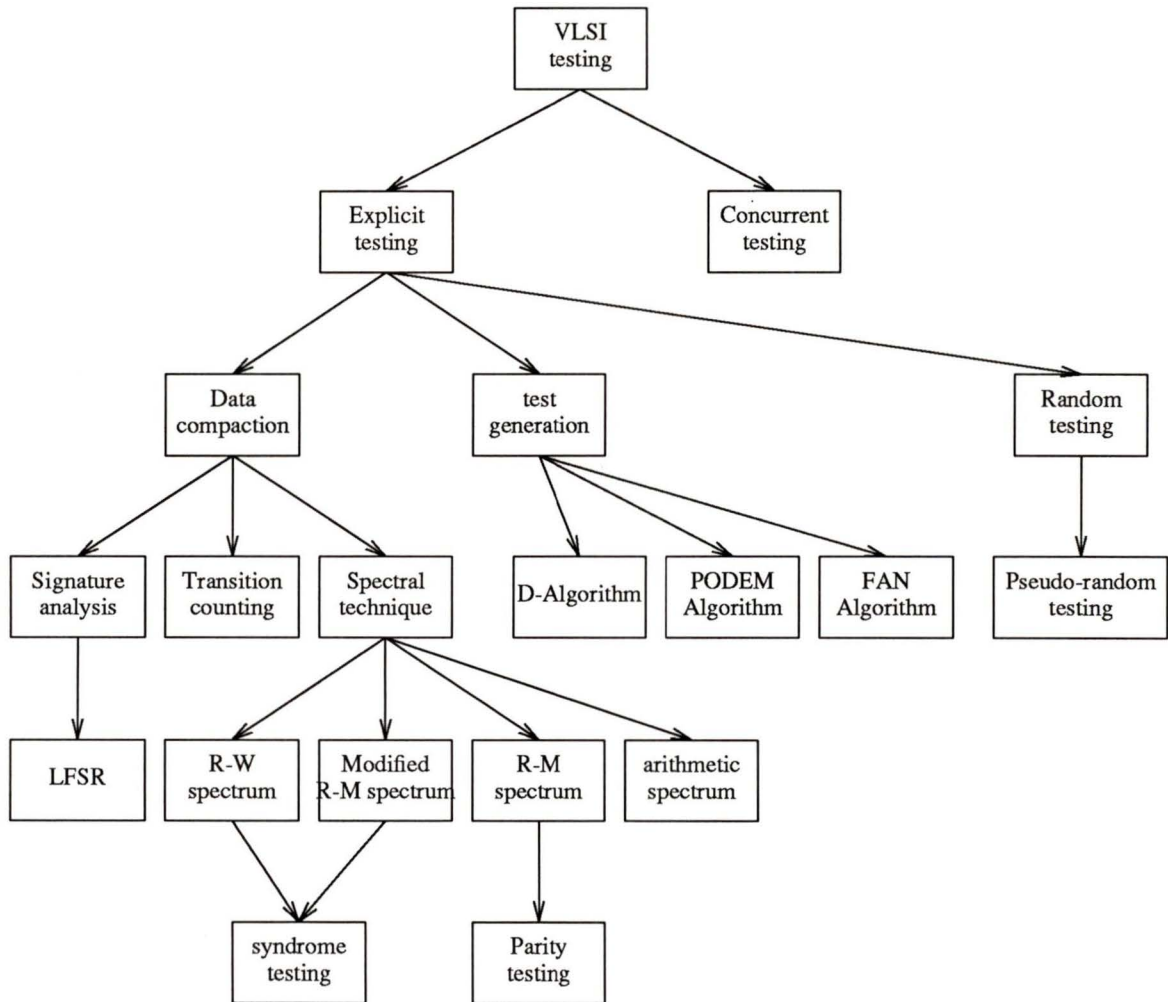 VLSI
testing
Explicit
testing
Concurrent
testing
Data
compaction
test
generation
Random
testing
Signature
analysis
Transition
counting
Spectral
technique
D-Algorithm
PODEM
Algorithm
FAN
Algorithm
Pseudo-random
testing
LFSR
R-W
spectrum
Modified
R-M spectrum
R-M
spectrum
arithmetic
spectrum
syndrome
testing
Parity
testing